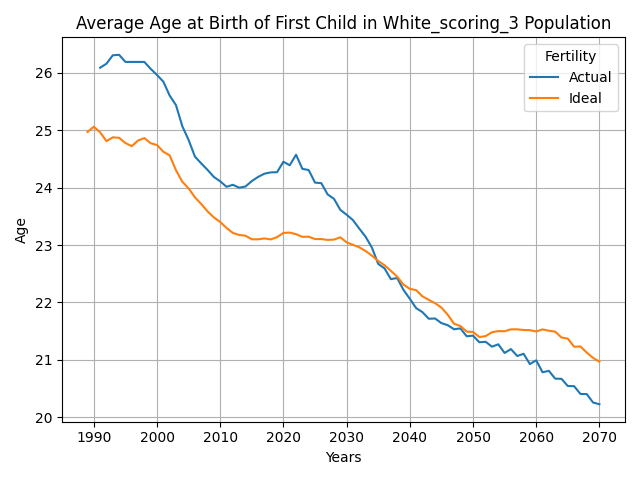 Average Age at Birth of First Child in White_scoring_3 Population
Fertility
Actual
Ideal
Age
26
25
24
23
22
21
20
1990 2000 2010 2020 2030 2040 2050 2060 2070
Years